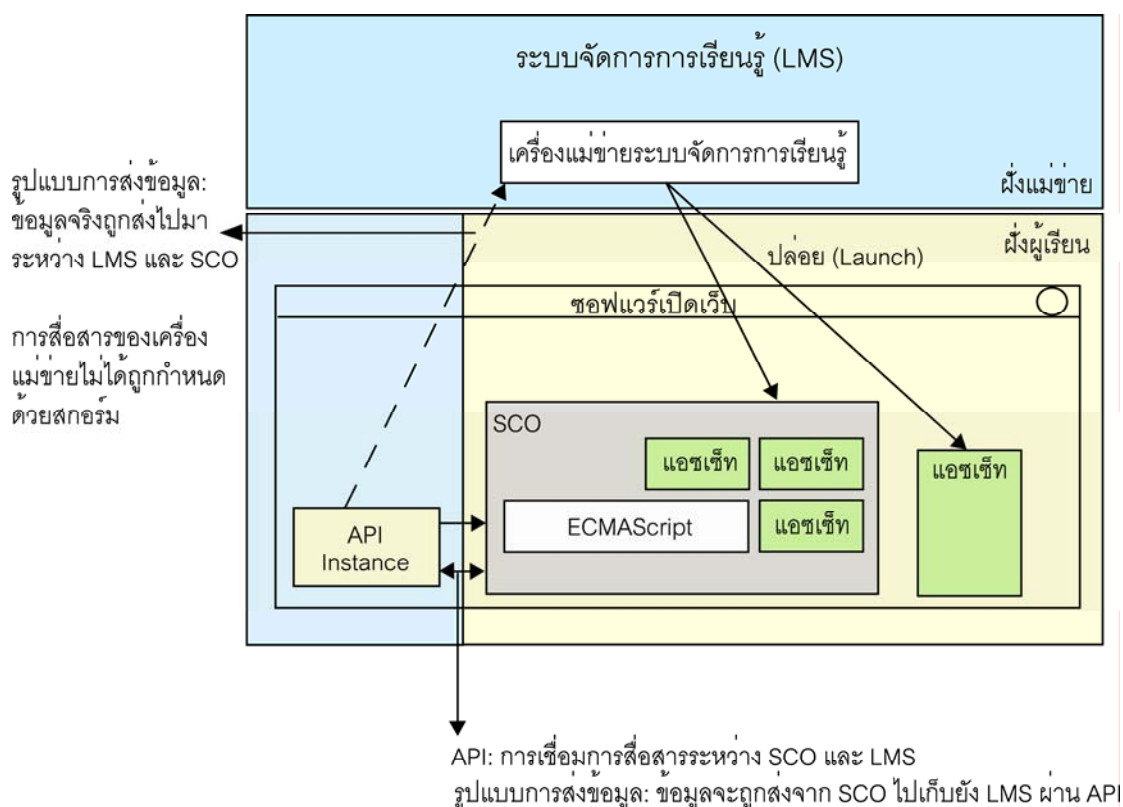 ระบบจัดการการเรียนรู้ (LMS)
เครื่องแม่ข่ายระบบจัดการการเรียนรู้
ฝั่งแม่ข่าย
รูปแบบการส่งข้อมูล:
ข้อมูลจริงถูกส่งไปมา
ระหว่าง LMS และ SCO
ฝั่งผู้เรียน
ปล่อย (Launch)
ซอฟแวร์เปิดเว็บ
การสื่อสารของเครื่อง
แม่ข่ายไม่ได้ถูกกำหนด
ด้วยสกอร์ม
SCO
แอซเซ็ท
แอซเซ็ท
แอซเซ็ท
ECMAScript
แอซเซ็ท
API
Instance
API: การเชื่อมการสื่อสารระหว่าง SCO และ LMS
รูปแบบการส่งข้อมูล: ข้อมูลจะถูกส่งจาก SCO ไปเก็บยัง LMS ผ่าน API